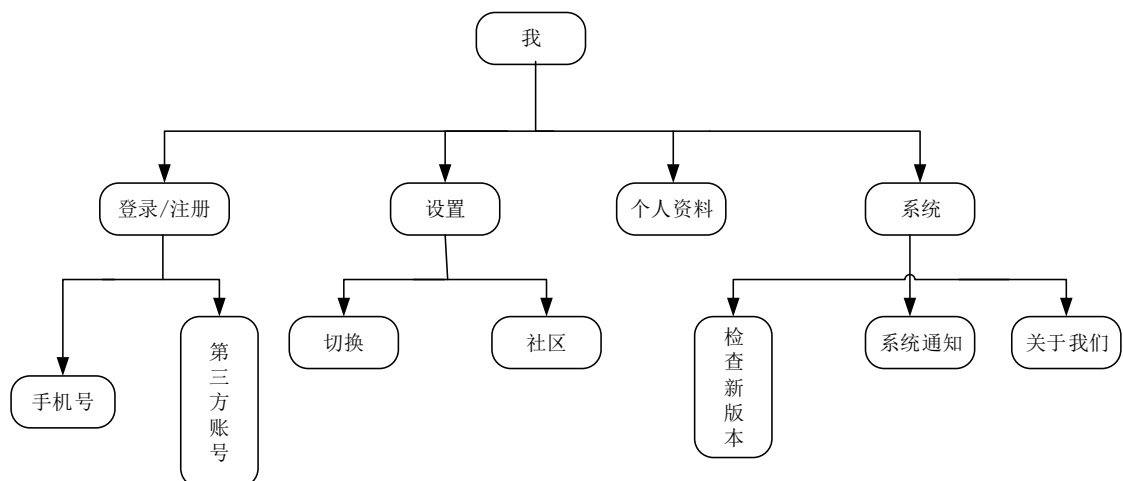 我
登录/注册
设置
个人资料
系统
切换
社区
系统通知
关于我们
手机号
第三方账号
检查新版本